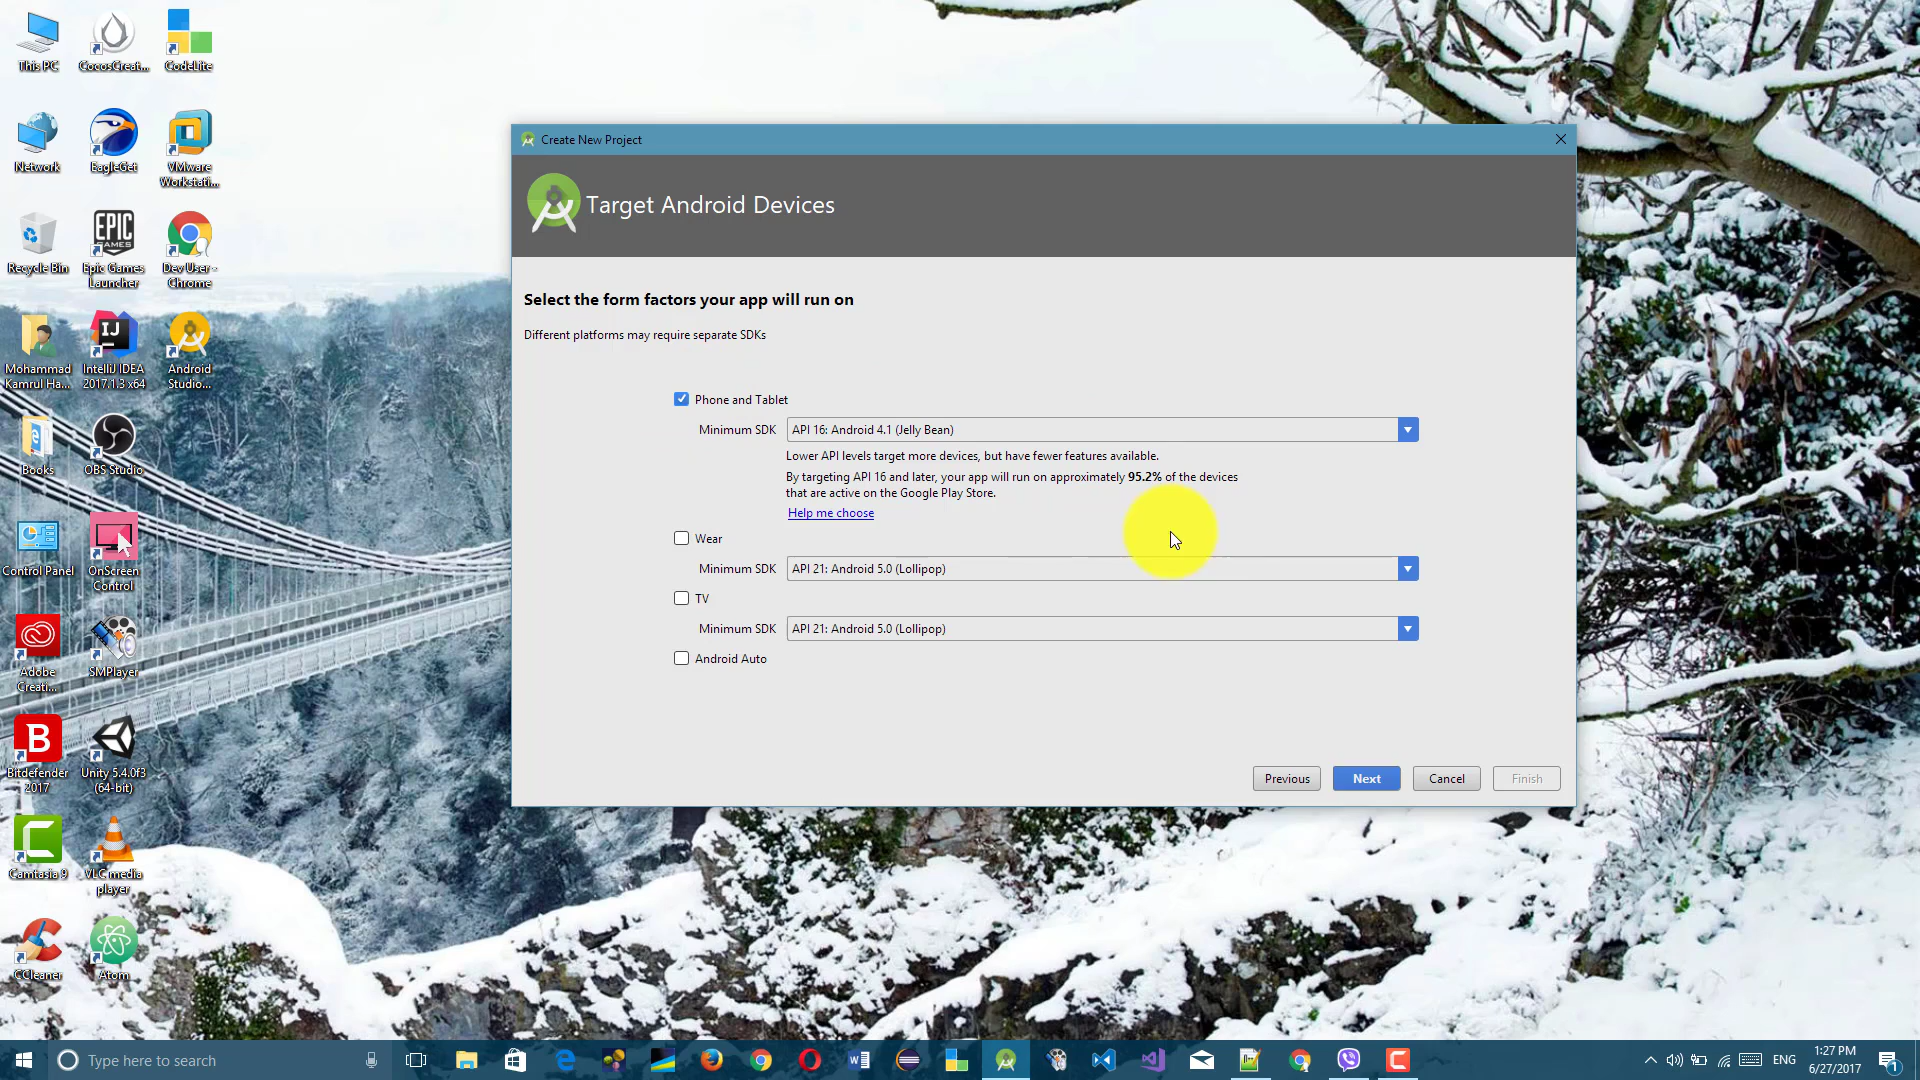 This PC
CocosCreat...
CodeLite
Network
EagleGet
VMware
Workstati...
Recycle Bin
EPIC
GAMES
Epic Games
Launcher
Dev User -
Chrome
Mohammad
Kamrul Ha...
IJ
IntelliJ IDEA
2017.1.3 x64
Android
Studio...
Books
OBS Studio
Control Panel
OnScreen
Control
Adobe
Creati...
SMPlayer
B
Bitdefender
2017
Unity 5.4.0f3
(64-bit)
Camtasia 9
VLC media
player
CCleaner
Atom
Create New Project
Target Android Devices
Select the form factors your app will run on
Different platforms may require separate SDKs
Phone and Tablet
Minimum SDK
API 16: Android 4.1 (Jelly Bean)
Lower API levels target more devices, but have fewer features available.
By targeting API 16 and later, your app will run on approximately 95.2% of the devices
that are active on the Google Play Store.
Help me choose
Wear
Minimum SDK
API 21: Android 5.0 (Lollipop)
TV
Minimum SDK
API 21: Android 5.0 (Lollipop)
Android Auto
Previous
Next
Cancel
Finish
Type here to search
ENG
1:27 PM
6/27/2017
1